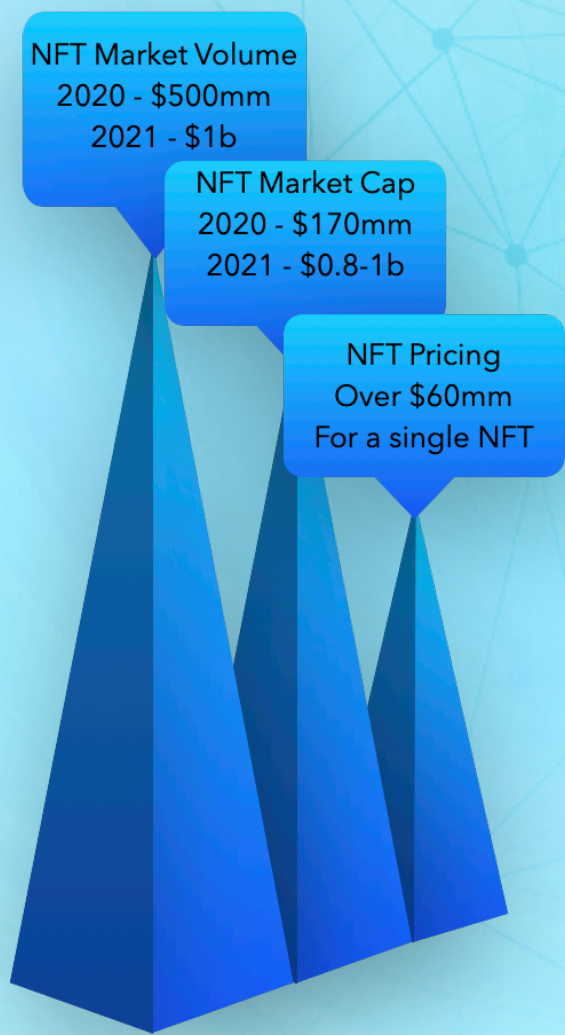 NFT Market Volume
2020 - $500mm
2021 - $1b
NFT Market Cap
2020 - $170mm
2021 - $0.8-1b
NFT Pricing
Over $60mm
For a single NFT